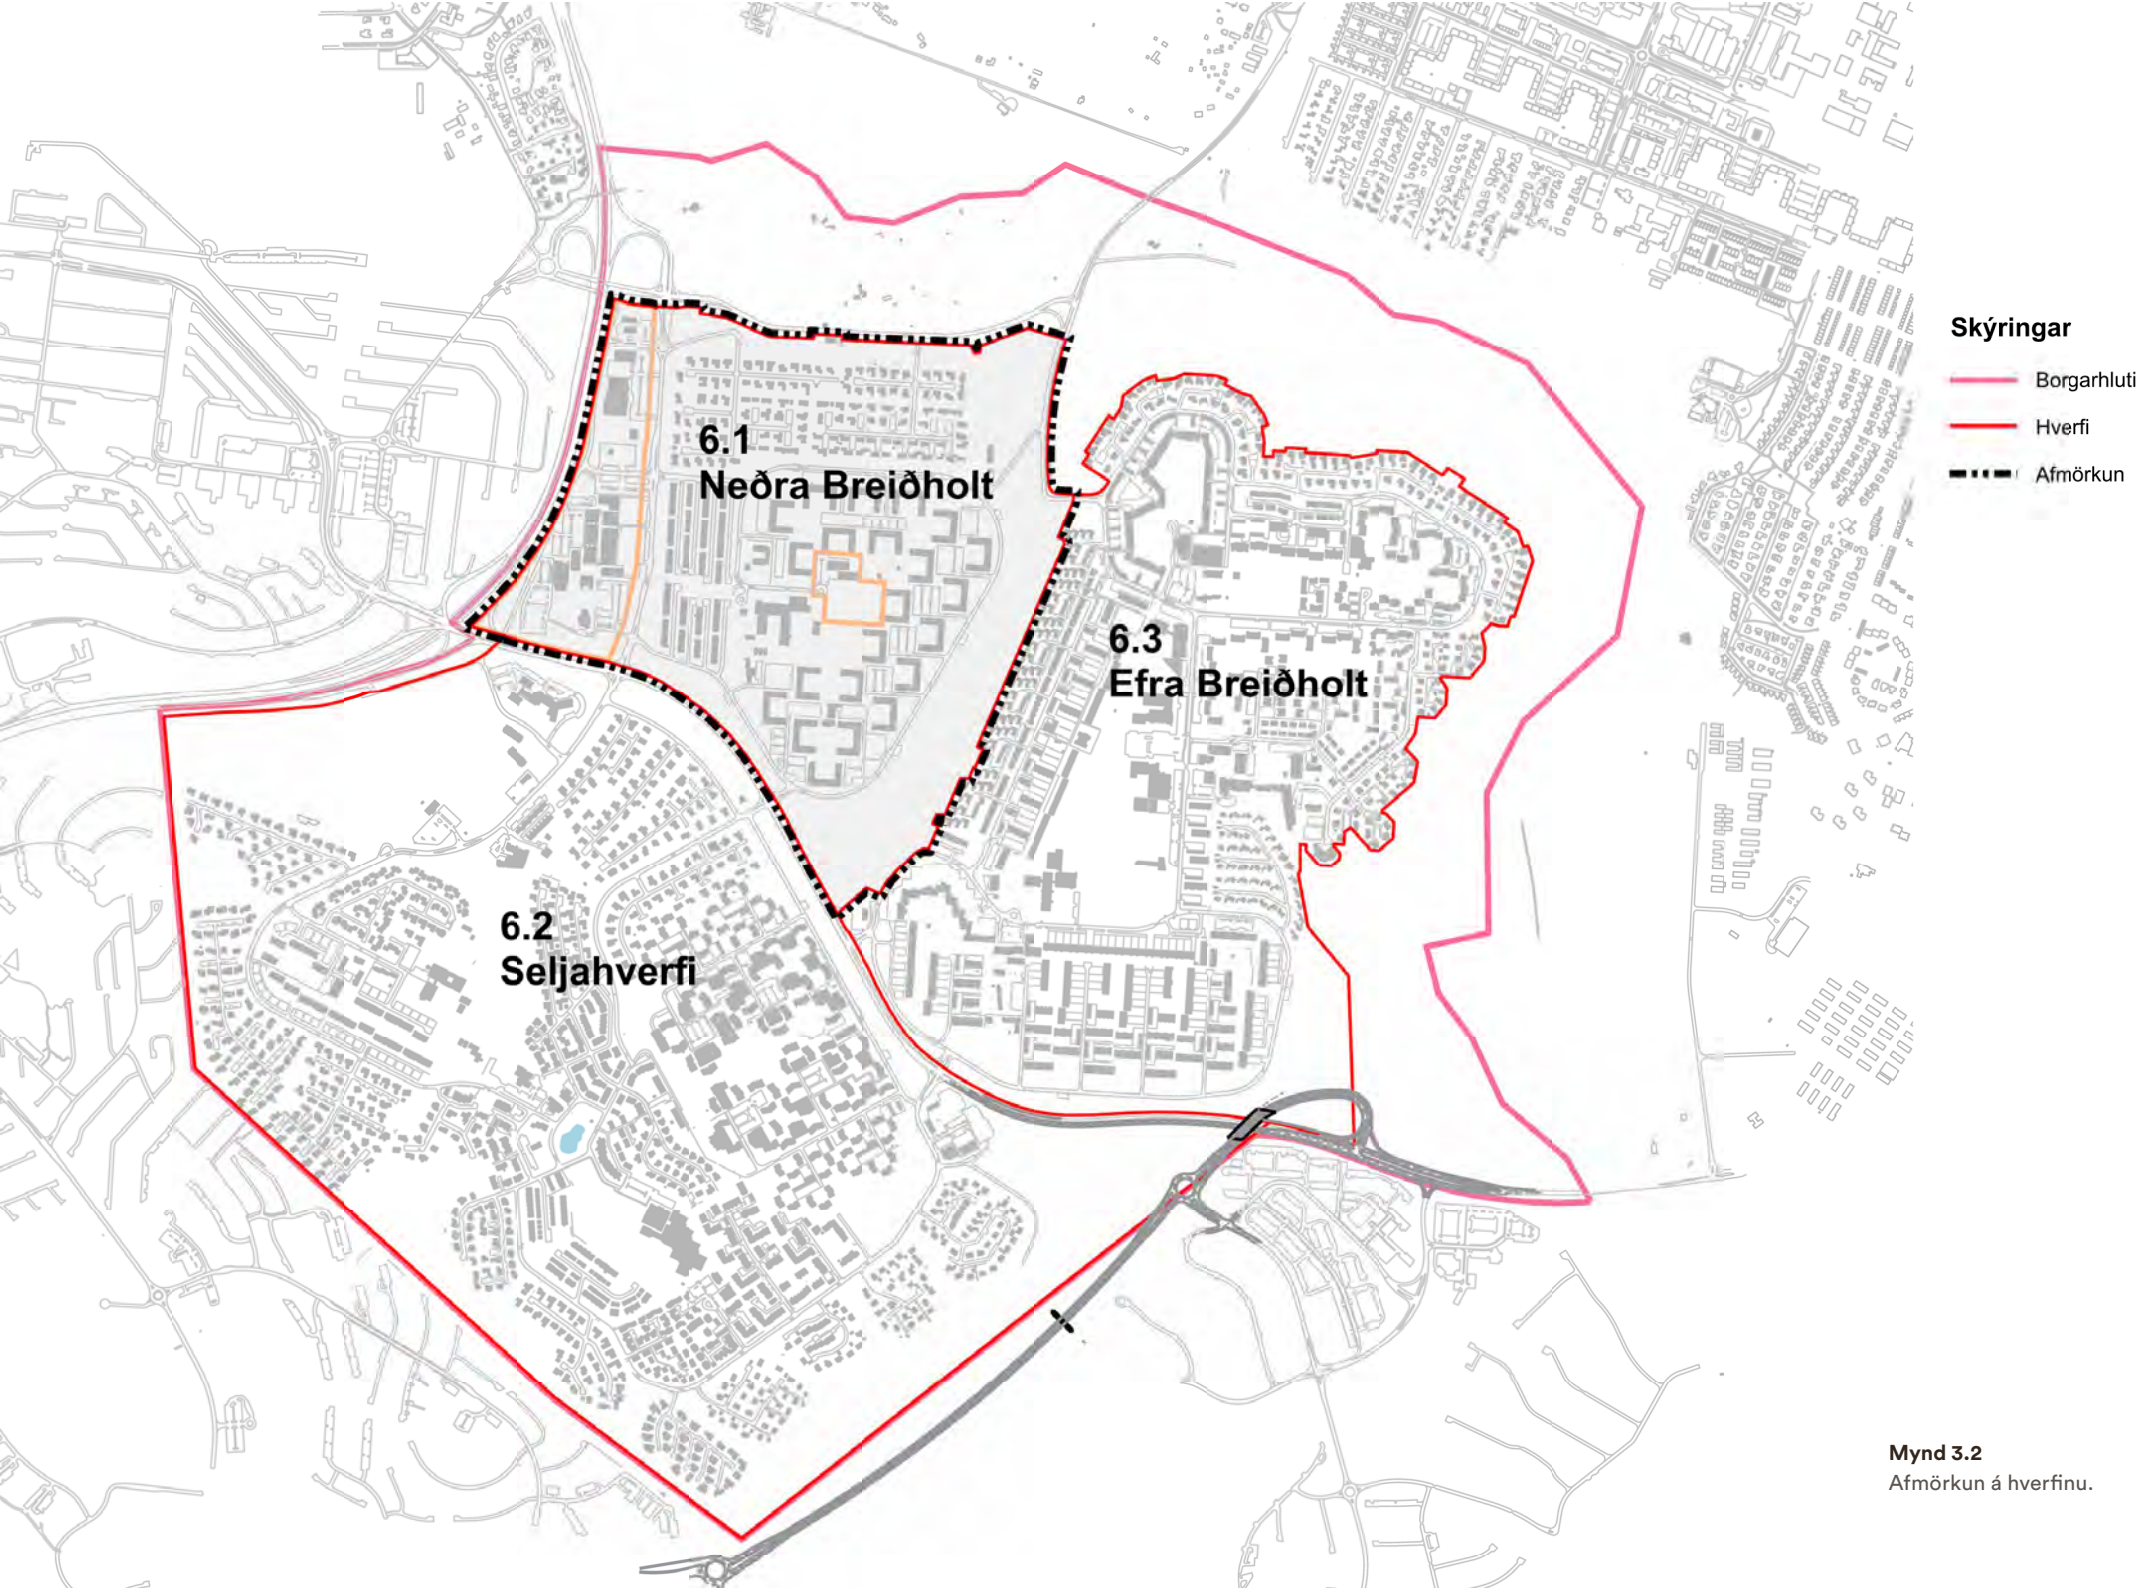 6.1
Neðra Breiðholt
6.3
Efra Breiðholt
6.2
Seljahverfi
Skýringar
Borgarhluti
Hverfi
Afmörkun
Mynd 3.2
Afmörkun á hverfinu.